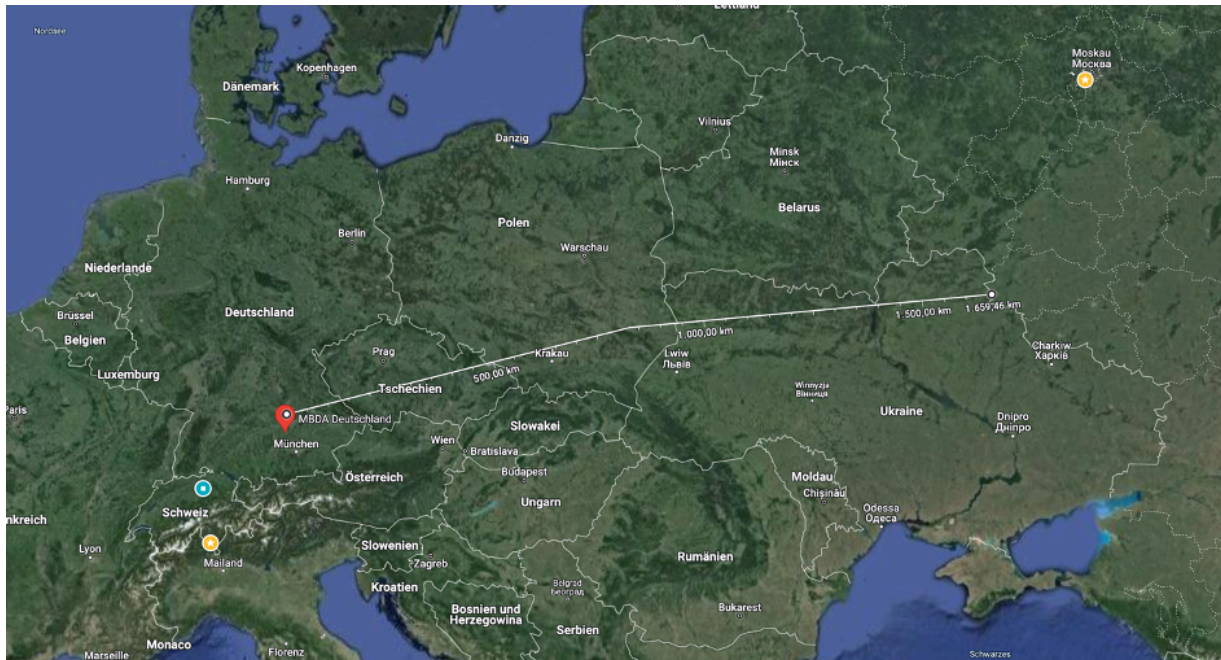 Nordsee
Lettland
Moskau
Москва
Kopenhagen
Dänemark
Vilnius
Danzig
Minsk
Мінск
Hamburg
Belarus
Polen
Berlin
Warschau
Niederlande
Deutschland
Brüssel
Belgien
1.500,00 km
1 659,46 km
1.000,00 km
Prag
Krakau
Lwiw
Львів
Charkiw
Харків
Luxemburg
500,00 km
Tschechien
Winnyzja
Вінниця
Paris
MBDA Deutschland
Ukraine
Dnipro
Дніпро
Slowakei
München
Wien
Bratislava
Österreich
Budapest
Moldau
Chișinău
Ungarn
Schweiz
Odessa
Одеса
nkreich
Lyon
Slowenien
Mailand
Zagreb
Rumänien
Kroatien
Belgrad
Београд
Bosnien und
Herzegowina
Bukarest
Serbien
Monaco
Marseille
Florenz
Schwarzes